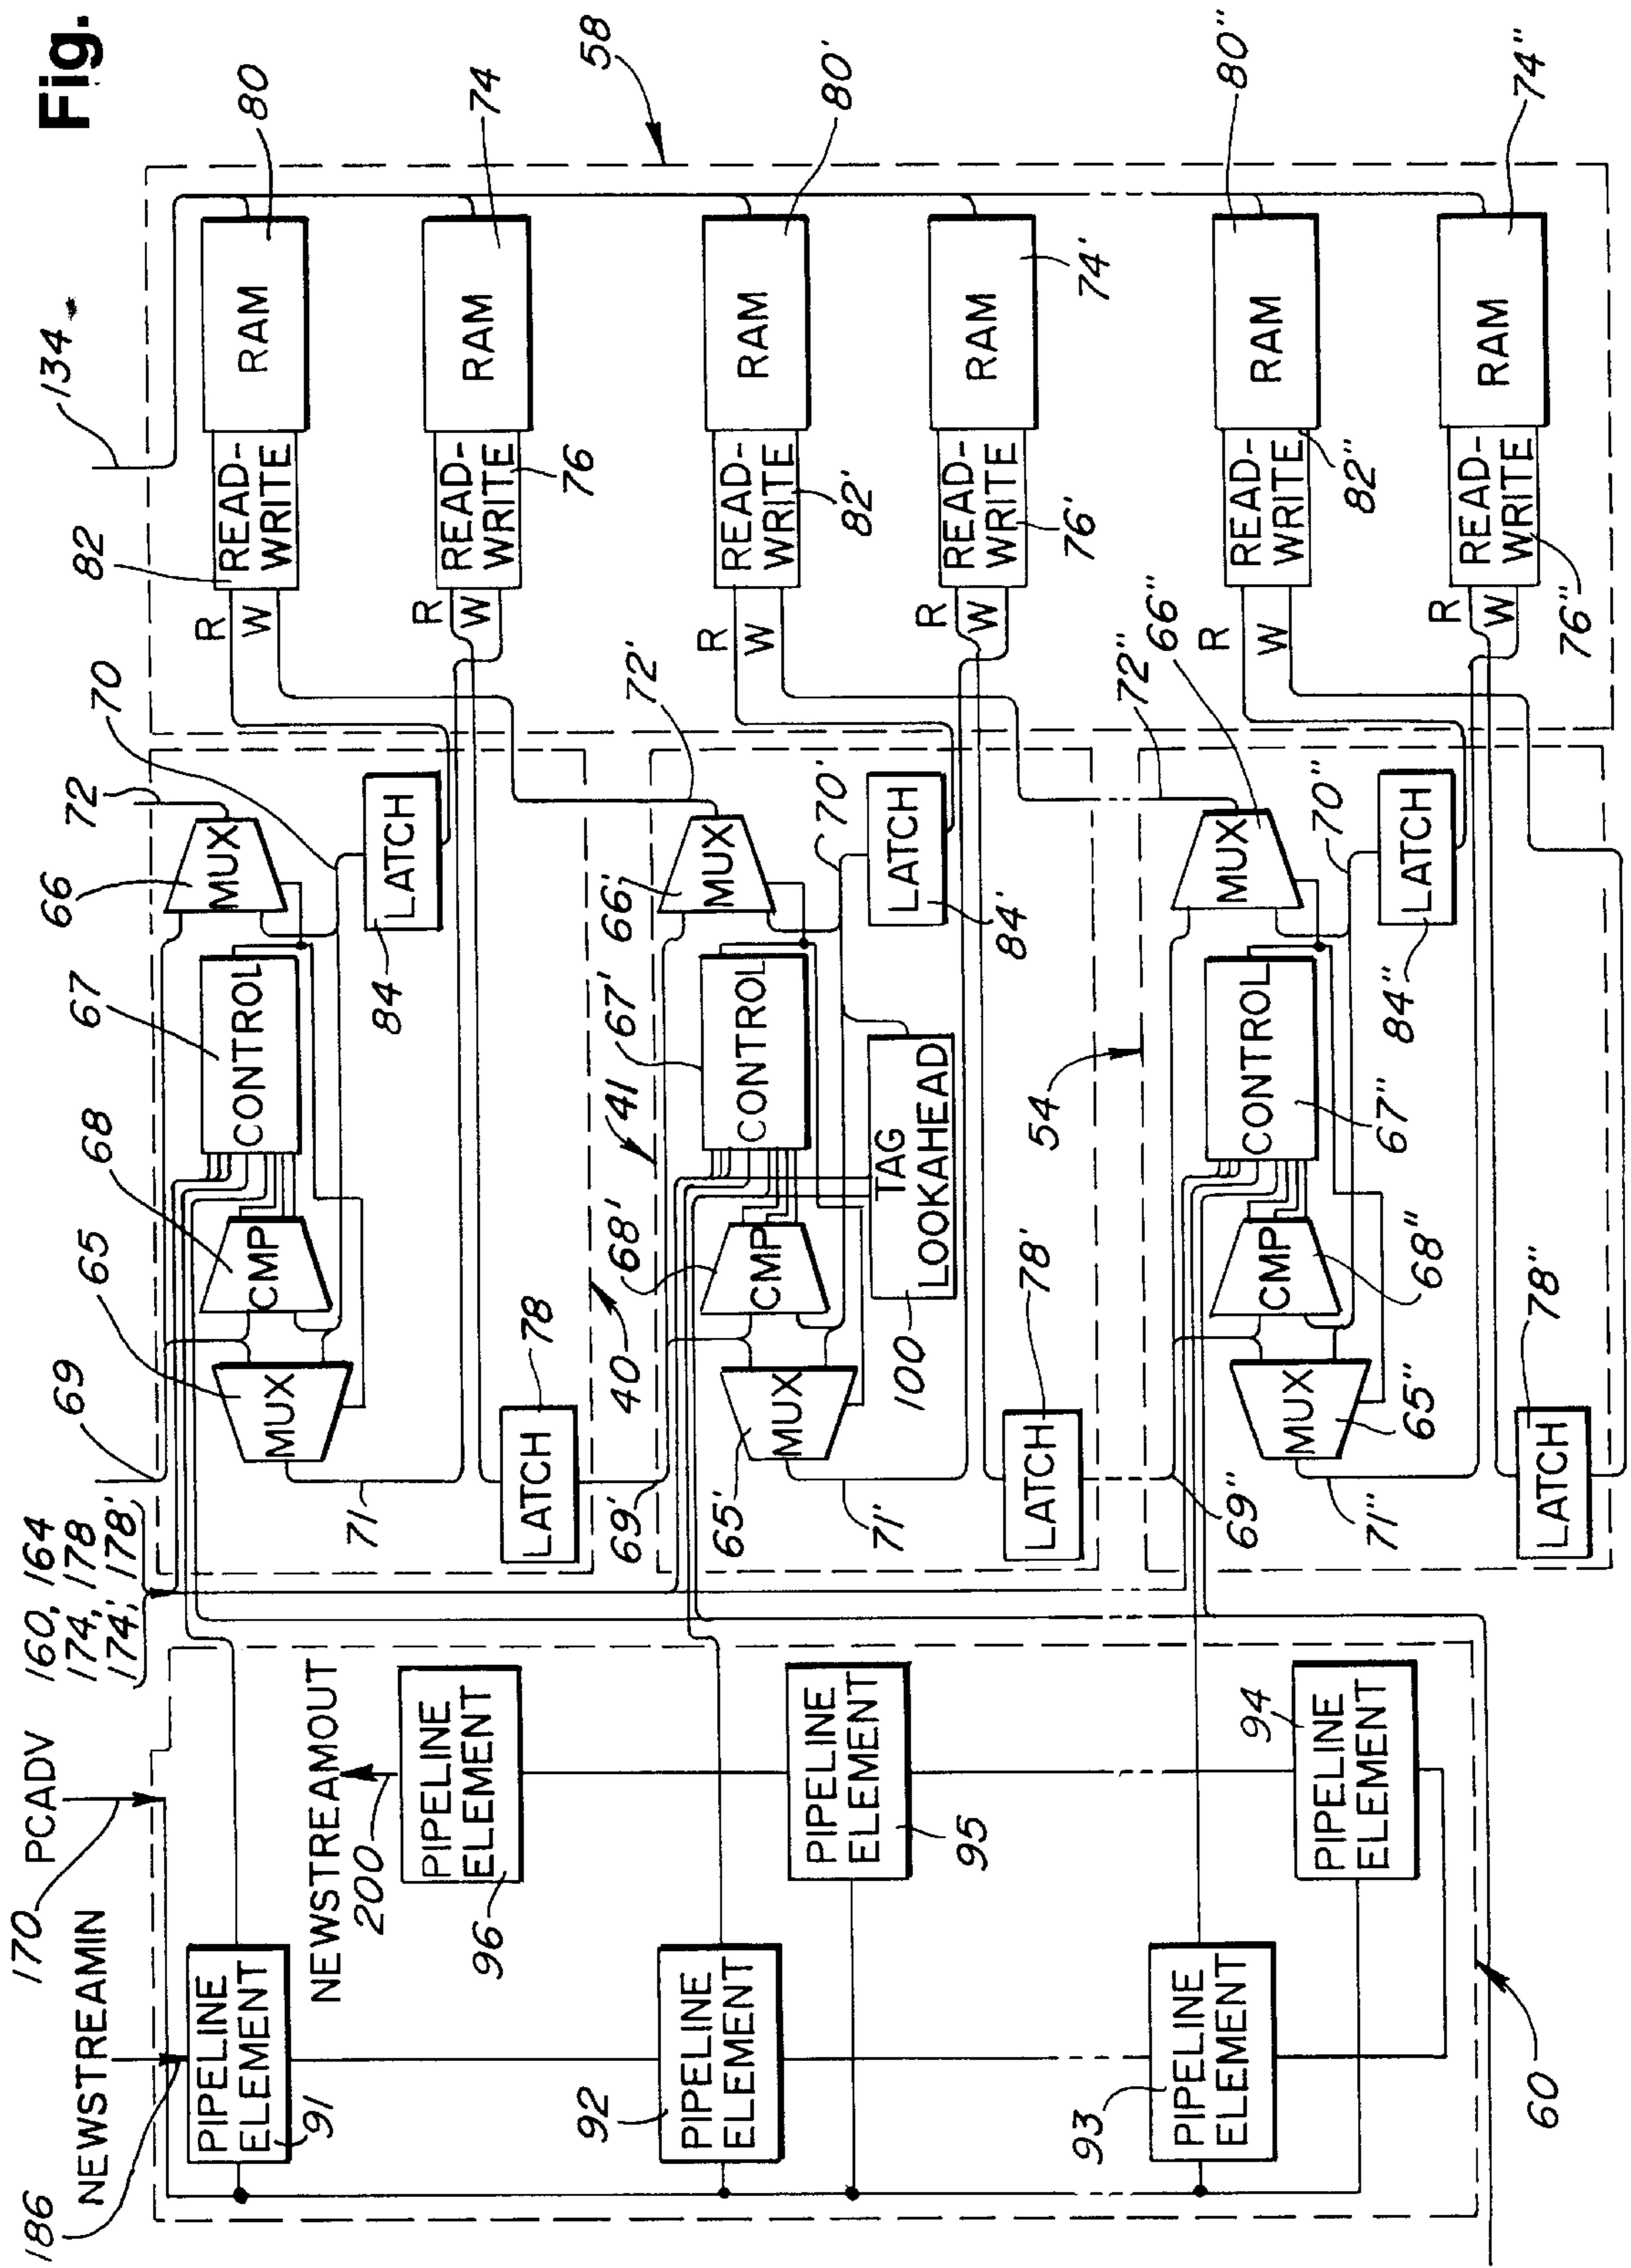 Fig.
134
58
82
READ-
WRITE
RAM
80
R
W
READ-
WRITE
76
RAM
74
R
W
READ-
WRITE
82'
RAM
80'
R
W
READ-
WRITE
76'
RAM
74'
R
W
READ-
WRITE
82"
RAM
80"
R
W
READ-
WRITE
76"
RAM
74"
R
W
69
65
68
67
66
72
70
MUX
CMP
CONTROL
MUX
LATCH
84
71
LATCH
78
40
41
69'
65'
68'
67'
66'
72'
70'
MUX
CMP
CONTROL
MUX
LATCH
84'
TAG
LOOKAHEAD
100
71'
LATCH
78'
54
69"
65"
68"
67"
66"
72"
70"
MUX
CMP
CONTROL
MUX
LATCH
84"
71"
LATCH
78"
160, 164
174, 178
174', 178'
170
PCADV
186
NEWSTREAMIN
NEWSTREAMOUT
200
PIPELINE
ELEMENT
91
PIPELINE
ELEMENT
96
PIPELINE
ELEMENT
92
PIPELINE
ELEMENT
95
PIPELINE
ELEMENT
93
PIPELINE
ELEMENT
94
60